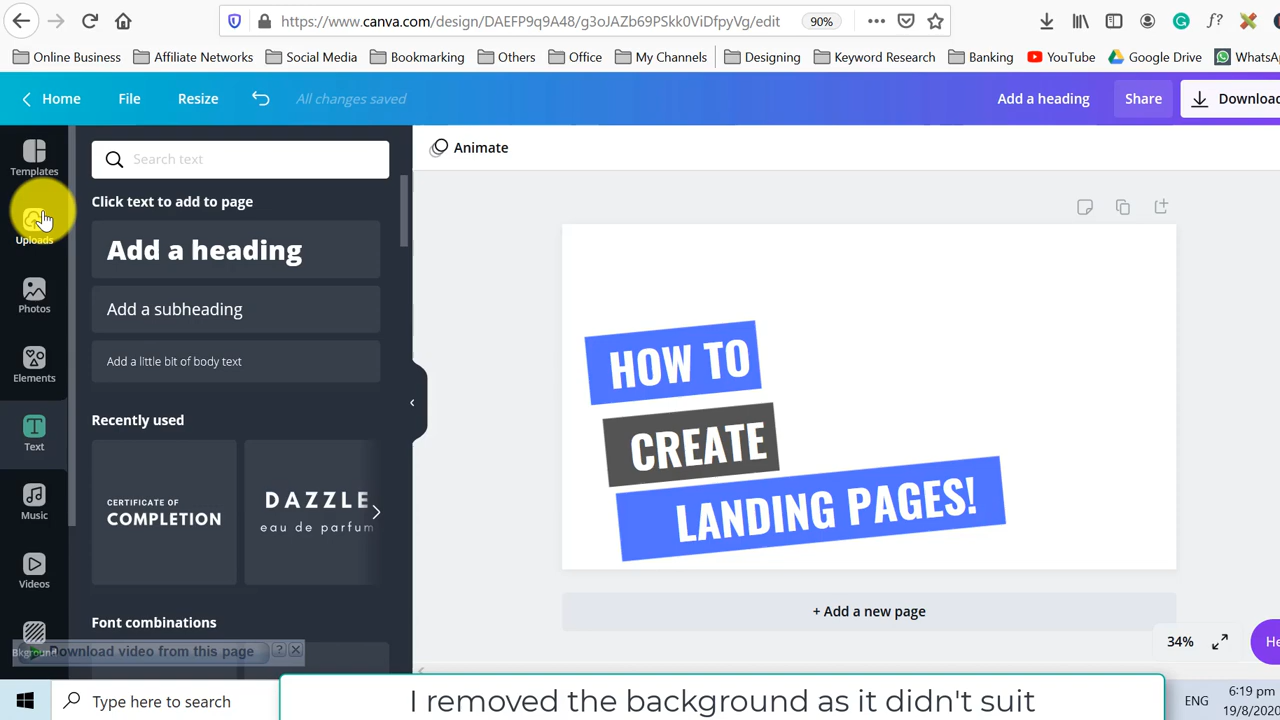 https://www.canva.com/design/DAEFP9q9A48/g3oJAZb69PSkk0ViDfpyVg/edit
90%
Online Business
Affiliate Networks
Social Media
Bookmarking
Others
Office
My Channels
Designing
Keyword Research
Banking
YouTube
Google Drive
WhatsAp
Home
File
Resize
All changes saved
Add a heading
Share
Downloa
Templates
Uploads
Photos
Elements
Text
Music
Videos
Bkground
Search text
Click text to add to page
Add a heading
Add a subheading
Add a little bit of body text
Recently used
CERTIFICATE OF
COMPLETION
DAZZLE
eau de parfum
Font combinations
Download video from this page
?
Animate
HOW TO
CREATE
LANDING PAGES!
+ Add a new page
34%
He
I removed the background as it didn't suit
Type here to search
ENG
6:19 pm
19/8/2020